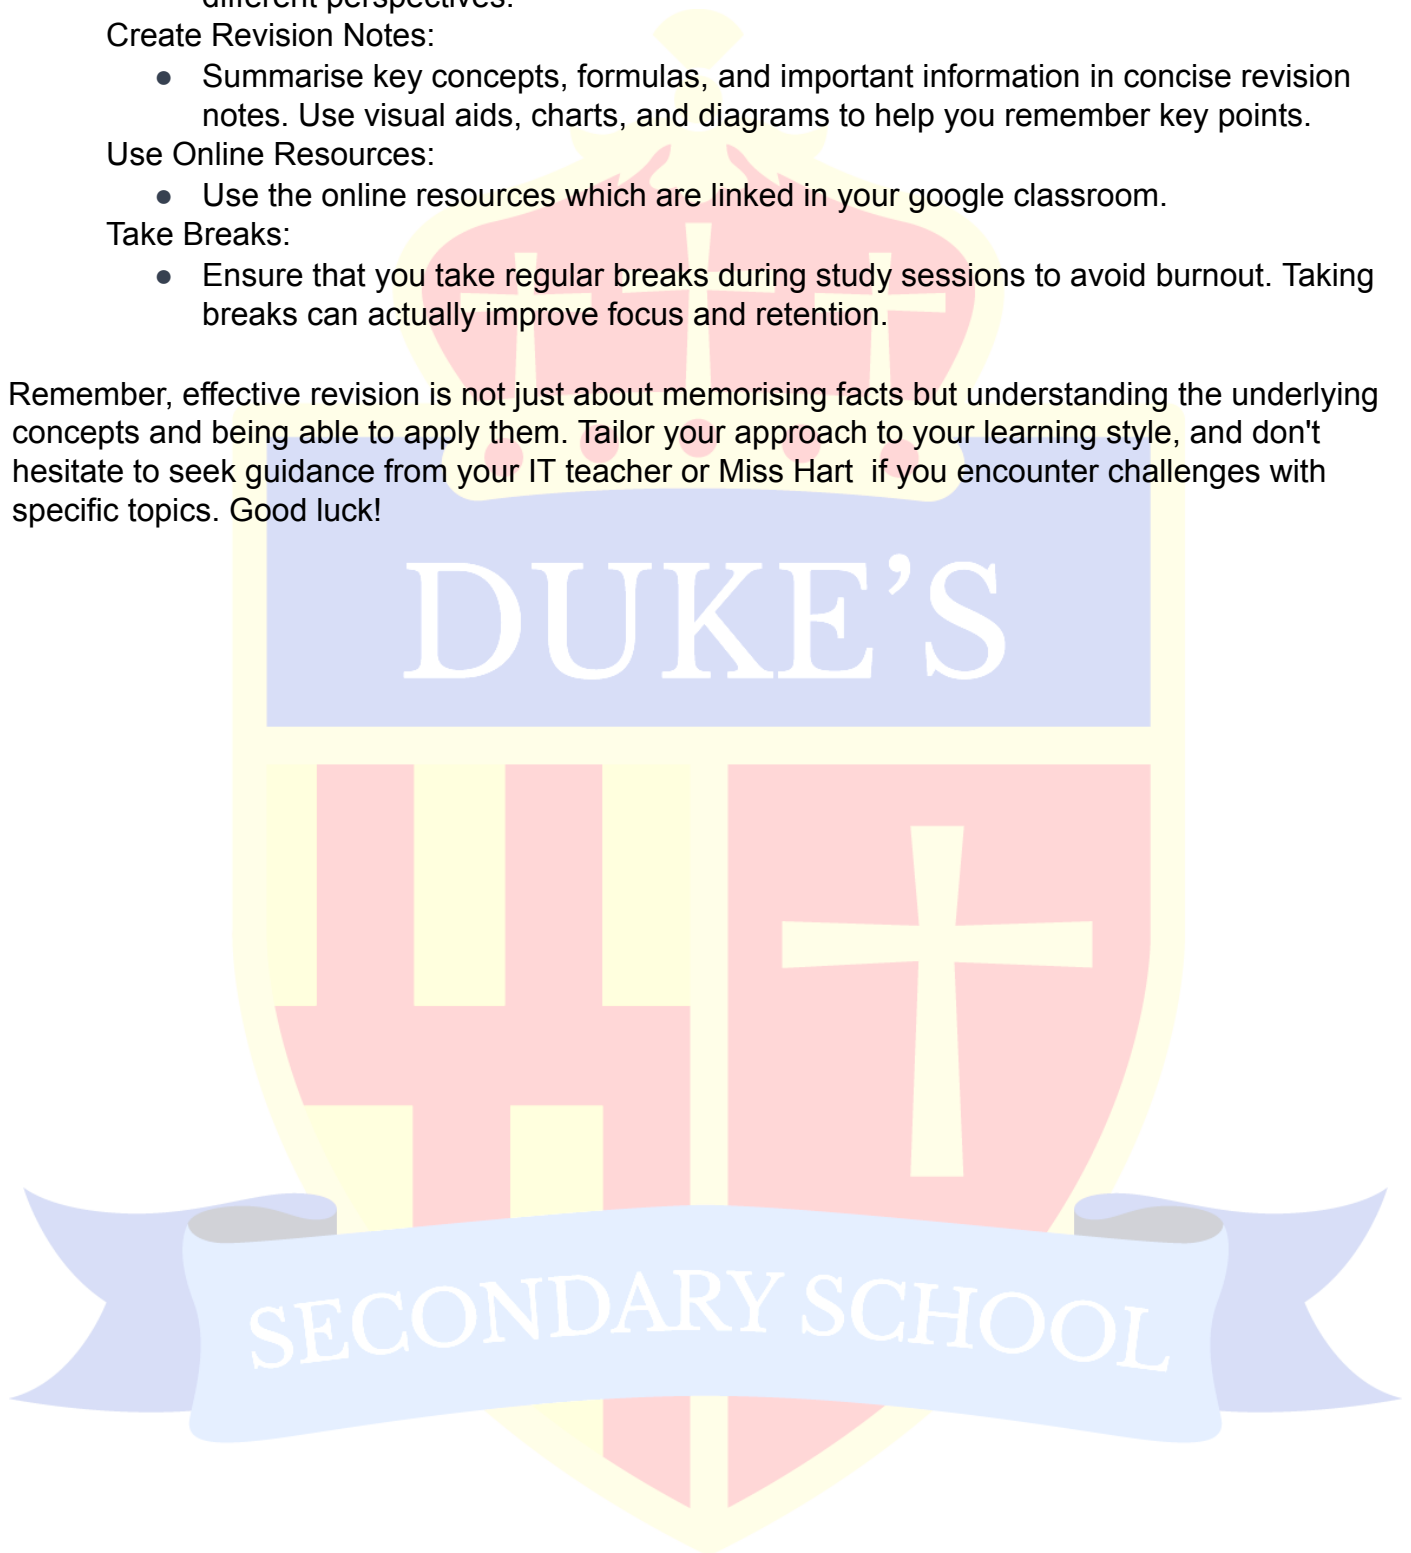 different perspectives.
Create Revision Notes:
● Summarise key concepts, formulas, and important information in concise revision
notes. Use visual aids, charts, and diagrams to help you remember key points.
Use Online Resources:
● Use the online resources which are linked in your google classroom.
Take Breaks:
● Ensure that you take regular breaks during study sessions to avoid burnout. Taking
breaks can actually improve focus and retention.
Remember, effective revision is not just about memorising facts but understanding the underlying
concepts and being able to apply them. Tailor your approach to your learning style, and don't
hesitate to seek guidance from your IT teacher or Miss Hart  if you encounter challenges with
specific topics. Good luck!
DUKE'S
SECONDARY SCHOOL